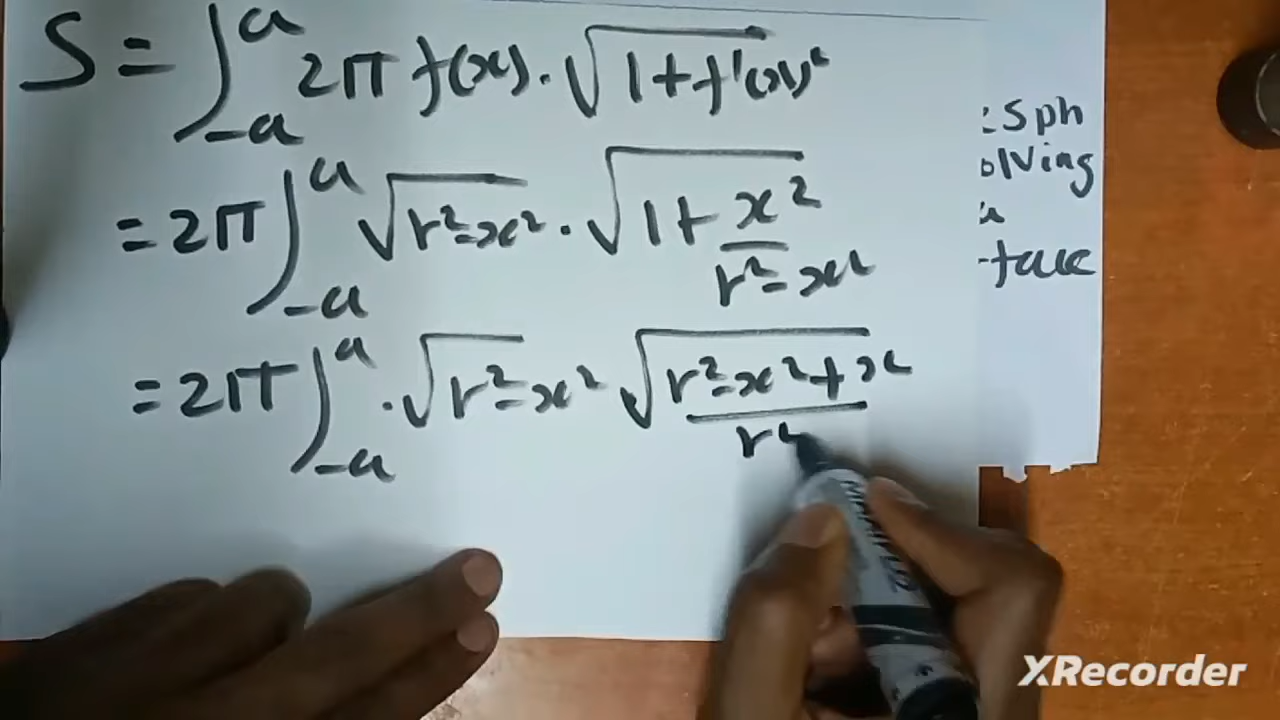 S = ∫_{-a}^{a} 2π f(x) · √(1 + f'(x)²
= 2π ∫_{-a}^{a} √(r² - x²) · √(1 + x²/(r² - x²))
= 2π ∫_{-a}^{a} · √(r² - x²) √((r² - x² + x²)/r²
: Sph
olving
XRecorder